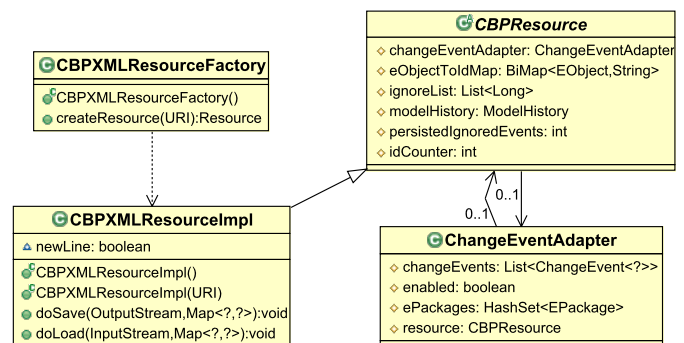 CBPResource
changeEventAdapter: ChangeEventAdapter
eObjectToIdMap: BiMap<EObject,String>
ignoreList: List<Long>
modelHistory: ModelHistory
persistedIgnoredEvents: int
idCounter: int
CBPXMLResourceFactory
CBPXMLResourceFactory()
createResource(URI):Resource
0..1
0..1
CBPXMLResourceImpl
newLine: boolean
CBPXMLResourceImpl()
CBPXMLResourceImpl(URI)
doSave(OutputStream,Map<?,?>):void
doLoad(InputStream,Map<?,?>):void
ChangeEventAdapter
changeEvents: List<ChangeEvent<?>>
enabled: boolean
ePackages: HashSet<EPackage>
resource: CBPResource